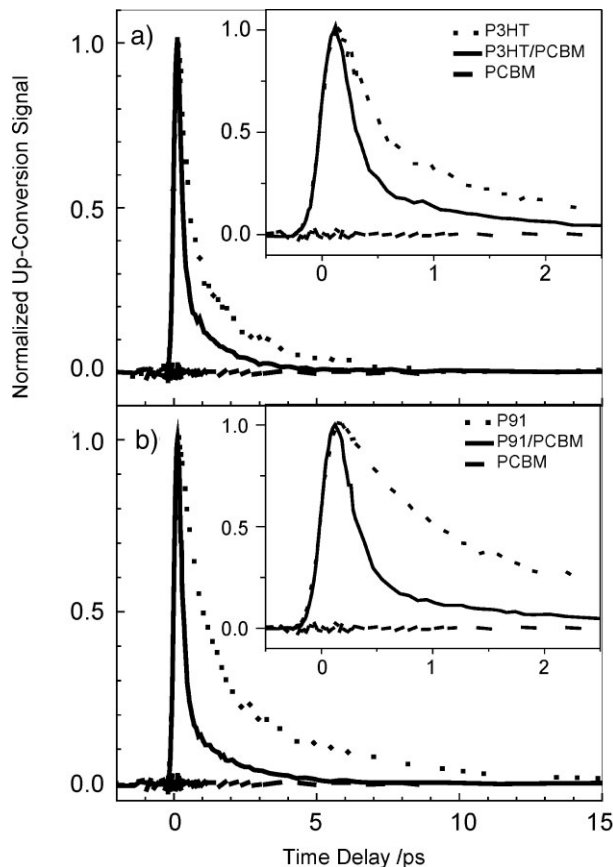 Normalized Up-Conversion Signal
a)
1.0
0.5
0.0
1.0
0.5
0.0
0
1
2
P3HT
P3HT/PCBM
PCBM
b)
1.0
0.5
0.0
1.0
0.5
0.0
0
1
2
P91
P91/PCBM
PCBM
0
5
10
15
Time Delay /ps